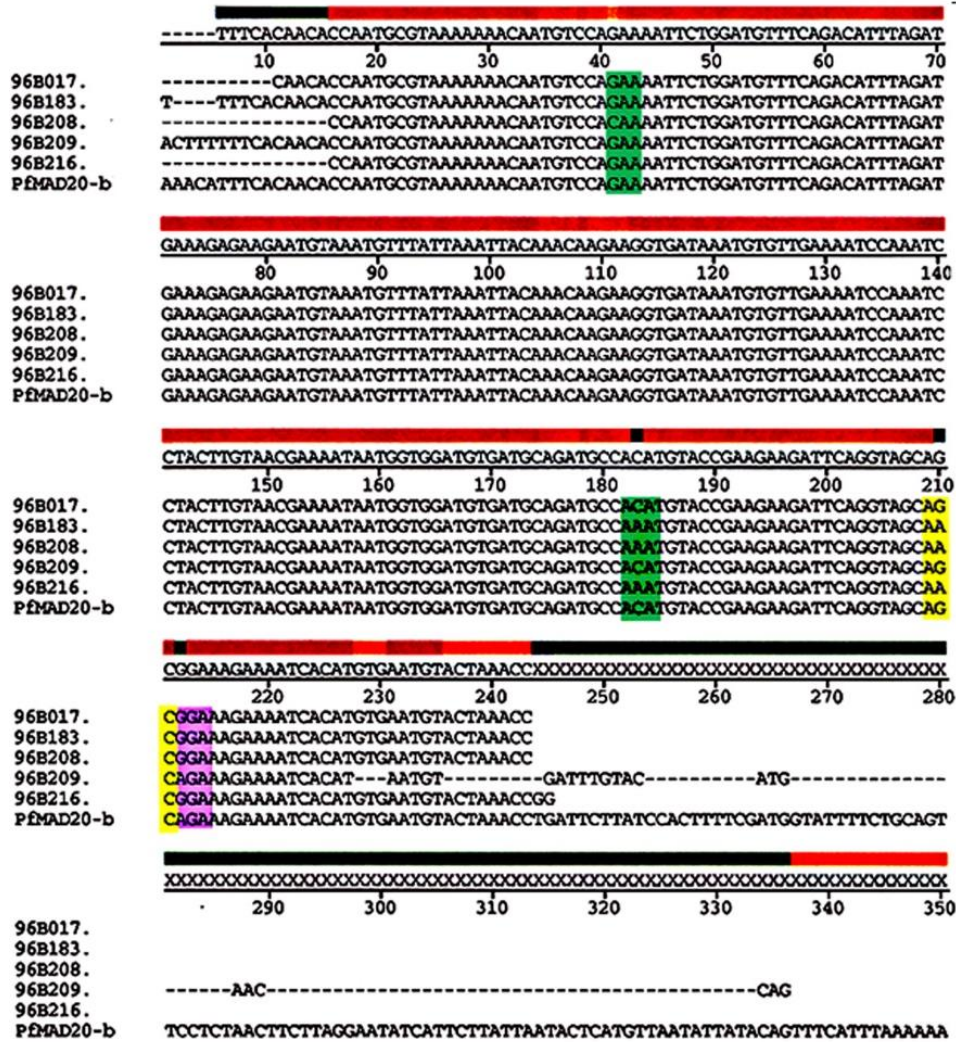 -----TTTCACAACACCAATGCGTAAAAAAACAATGTCCAGAAAATTCTGGATGTTTCAGACATTTAGAT
10 20 30 40 50 60 70
96B017. ----------CAACACCAATGCGTAAAAAAACAATGTCCAGAAAATTCTGGATGTTTCAGACATTTAGAT
96B183. T----TTTCACAACACCAATGCGTAAAAAAACAATGTCCAGAAAATTCTGGATGTTTCAGACATTTAGAT
96B208. ---------------CCAATGCGTAAAAAAACAATGTCCACAAAATTCTGGATGTTTCAGACATTTAGAT
96B209. ACTTTTTTCACAACACCAATGCGTAAAAAAACAATGTCCAGAAAATTCTGGATGTTTCAGACATTTAGAT
96B216. ---------------CCAATGCGTAAAAAAACAATGTCCAGAAAATTCTGGATGTTTCAGACATTTAGAT
PfMAD20-b AAACATTTCACAACACCAATGCGTAAAAAAACAATGTCCAGAAAATTCTGGATGTTTCAGACATTTAGAT
GAAAGAGAAGAATGTAAATGTTTATTAAATTACAAACAAGAAGGTGATAAATGTGTTGAAAATCCAAATC
80 90 100 110 120 130 140
96B017. GAAAGAGAAGAATGTAAATGTTTATTAAATTACAAACAAGAAGGTGATAAATGTGTTGAAAATCCAAATC
96B183. GAAAGAGAAGAATGTAAATGTTTATTAAATTACAAACAAGAAGGTGATAAATGTGTTGAAAATCCAAATC
96B208. GAAAGAGAAGAATGTAAATGTTTATTAAATTACAAACAAGAAGGTGATAAATGTGTTGAAAATCCAAATC
96B209. GAAAGAGAAGAATGTAAATGTTTATTAAATTACAAACAAGAAGGTGATAAATGTGTTGAAAATCCAAATC
96B216. GAAAGAGAAGAATGTAAATGTTTATTAAATTACAAACAAGAAGGTGATAAATGTGTTGAAAATCCAAATC
PfMAD20-b GAAAGAGAAGAATGTAAATGTTTATTAAATTACAAACAAGAAGGTGATAAATGTGTTGAAAATCCAAATC
CTACTTGTAACGAAAATAATGGTGGATGTGATGCAGATGCCACATGTACCGAAGAAGATTCAGGTAGCAG
150 160 170 180 190 200 210
96B017. CTACTTGTAACGAAAATAATGGTGGATGTGATGCAGATGCCACATGTACCGAAGAAGATTCAGGTAGCAG
96B183. CTACTTGTAACGAAAATAATGGTGGATGTGATGCAGATGCCAAATGTACCGAAGAAGATTCAGGTAGCAA
96B208. CTACTTGTAACGAAAATAATGGTGGATGTGATGCAGATGCCAAATGTACCGAAGAAGATTCAGGTAGCAA
96B209. CTACTTGTAACGAAAATAATGGTGGATGTGATGCAGATGCCACATGTACCGAAGAAGATTCAGGTAGCAG
96B216. CTACTTGTAACGAAAATAATGGTGGATGTGATGCAGATGCCAAATGTACCGAAGAAGATTCAGGTAGCAA
PfMAD20-b CTACTTGTAACGAAAATAATGGTGGATGTGATGCAGATGCCACATGTACCGAAGAAGATTCAGGTAGCAG
CGGAAAGAAAATCACATGTGAATGTACTAAACCXXXXXXXXXXXXXXXXXXXXXXXXXXXXXXXXXXXXX
220 230 240 250 260 270 280
96B017. CGGAAAGAAAATCACATGTGAATGTACTAAACC
96B183. CGGAAAGAAAATCACATGTGAATGTACTAAACC
96B208. CGGAAAGAAAATCACATGTGAATGTACTAAACC
96B209. CAGAAAGAAAATCACAT---AATGT---------GATTTGTAC----------ATG--------------
96B216. CGGAAAGAAAATCACATGTGAATGTACTAAACCGG
PfMAD20-b CAGAAAGAAAATCACATGTGAATGTACTAAACCTGATTCTTATCCACTTTTCGATGGTATTTTCTGCAGT
XXXXXXXXXXXXXXXXXXXXXXXXXXXXXXXXXXXXXXXXXXXXXXXXXXXXXXXXXXXXXXXXXXXXXX
290 300 310 320 330 340 350
96B017.
96B183.
96B208.
96B209. ------AAC--------------------------------------------CAG
96B216.
PfMAD20-b TCCTCTAACTTCTTAGGAATATCATTCTTATTAATACTCATGTTAATATTATACAGTTTCATTTAAAAAA